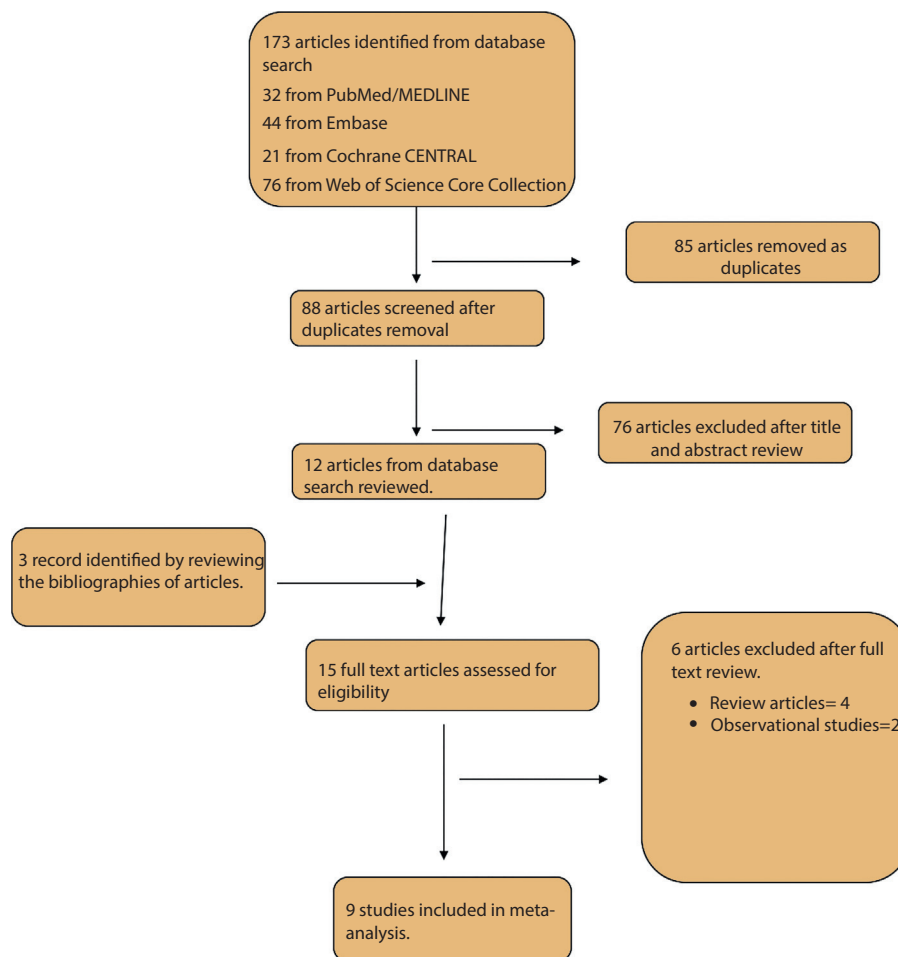 173 articles identified from database
search
32 from PubMed/MEDLINE
44 from Embase
21 from Cochrane CENTRAL
76 from Web of Science Core Collection
85 articles removed as
duplicates
88 articles screened after
duplicates removal
76 articles excluded after title
and abstract review
12 articles from database
search reviewed.
3 record identified by reviewing
the bibliographies of articles.
15 full text articles assessed for
eligibility
6 articles excluded after full
text review.
• Review articles= 4
• Observational studies=2
9 studies included in meta-
analysis.